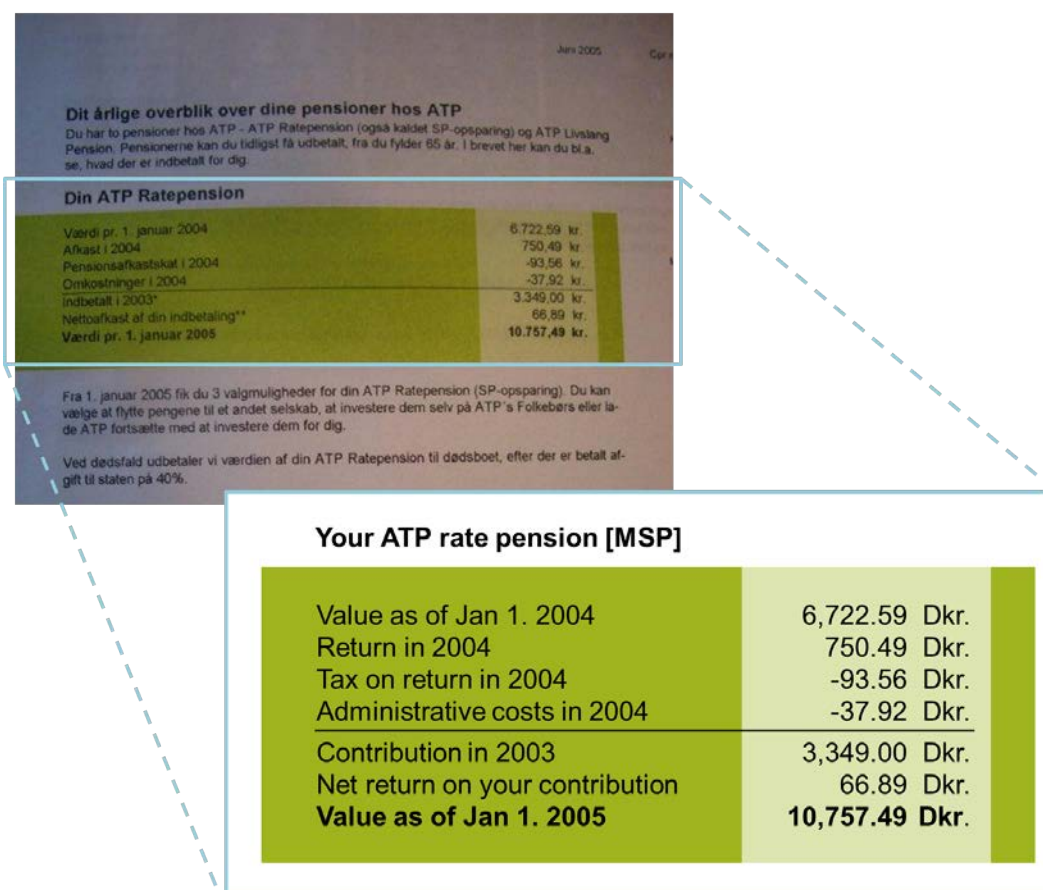 Juni 2005
Cpr
Dit årlige overblik over dine pensioner hos ATP
Du har to pensioner hos ATP - ATP Ratepension (også kaldet SP-opsparing) og ATP Livslang
Pension. Pensionerne kan du tidligst få udbetalt, fra du fylder 65 år. I brevet her kan du bl.a.
se, hvad der er indbetalt for dig.
Din ATP Ratepension
Værdi pr. 1. januar 2004 6.722,59 kr.
Afkast i 2004 750,49 kr.
Pensionsafkastskat i 2004 -93,56 kr.
Omkostninger i 2004 -37,92 kr.
Indbetalt i 2003* 3.349,00 kr.
Nettoafkast af din indbetaling** 66,89 kr.
Værdi pr. 1. januar 2005 10.757,49 kr.
Fra 1. januar 2005 fik du 3 valgmuligheder for din ATP Ratepension (SP-opsparing). Du kan
vælge at flytte pengene til et andet selskab, at investere dem selv på ATP´s Folkebørs eller la-
de ATP fortsætte med at investere dem for dig.
Ved dødsfald udbetaler vi værdien af din ATP Ratepension til dødsboet, efter der er betalt af-
gift til staten på 40%.
Your ATP rate pension [MSP]
Value as of Jan 1. 2004 6,722.59 Dkr.
Return in 2004 750.49 Dkr.
Tax on return in 2004 -93.56 Dkr.
Administrative costs in 2004 -37.92 Dkr.
Contribution in 2003 3,349.00 Dkr.
Net return on your contribution 66.89 Dkr.
Value as of Jan 1. 2005 10,757.49 Dkr.